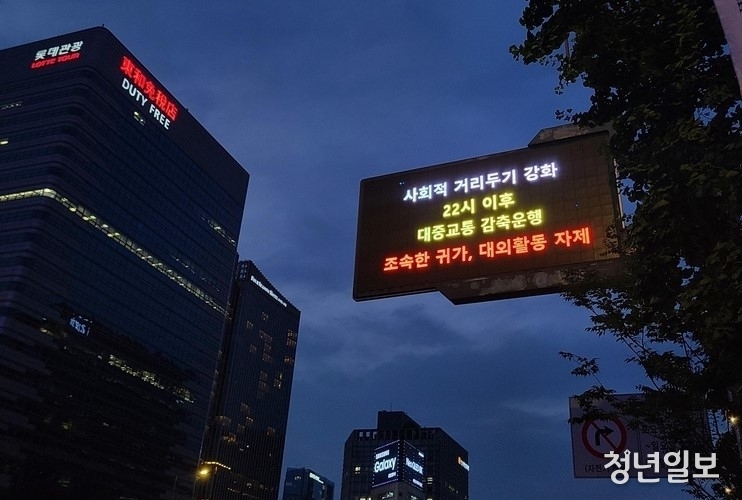 롯데관광
LOTTE TOUR
東和免税店
DUTY FREE
사회적 거리두기 강화
22시 이후
대중교통 감축운행
조속한 귀가, 대외활동 자제
Galaxy
청년일보